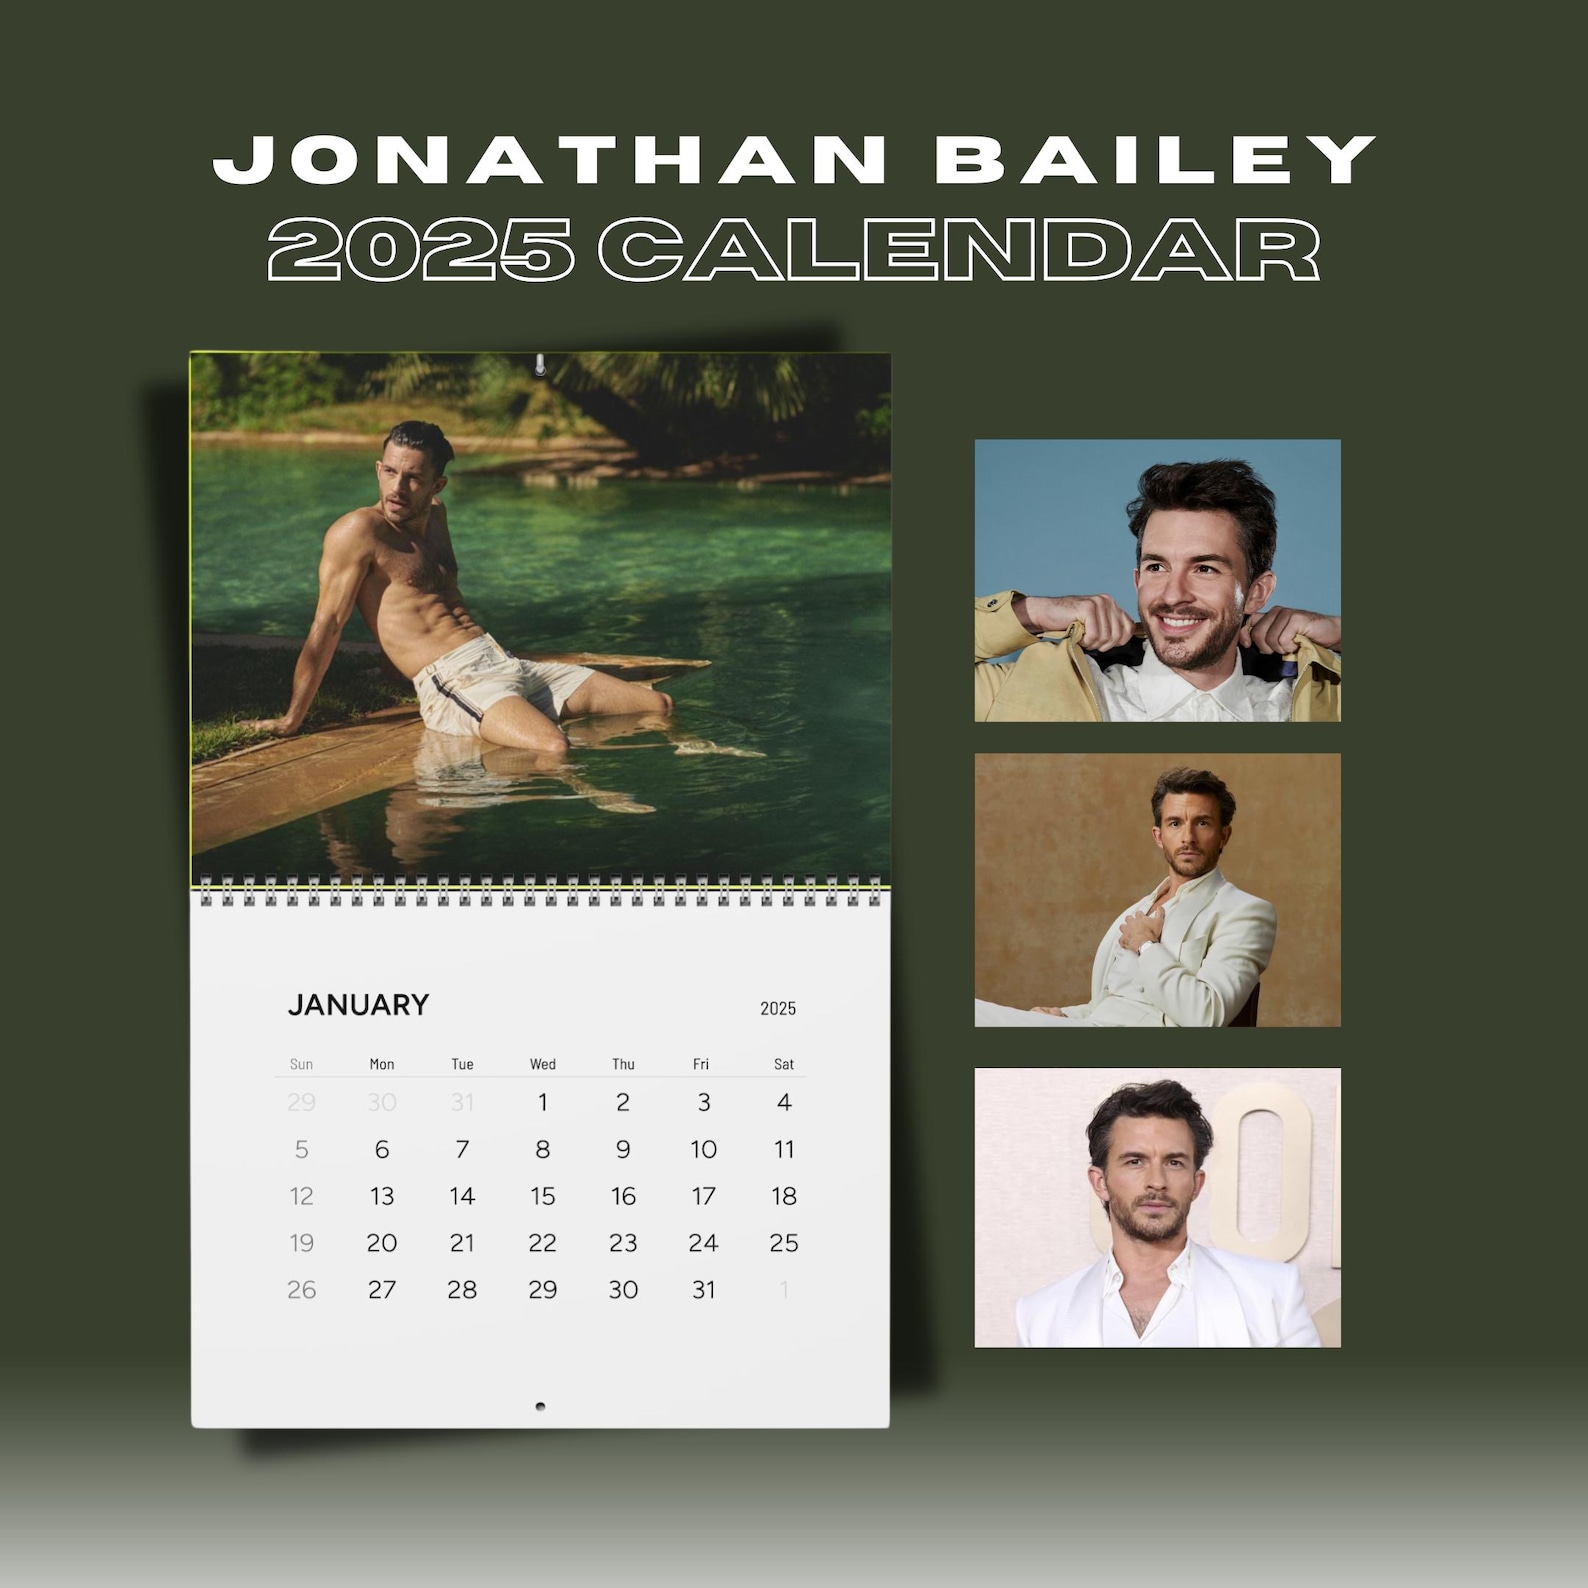 JONATHAN BAILEY
2025 CALENDAR
JANUARY 2025
Sun Mon Tue Wed Thu Fri Sat
29 30 31 1 2 3 4
5 6 7 8 9 10 11
12 13 14 15 16 17 18
19 20 21 22 23 24 25
26 27 28 29 30 31 1
O